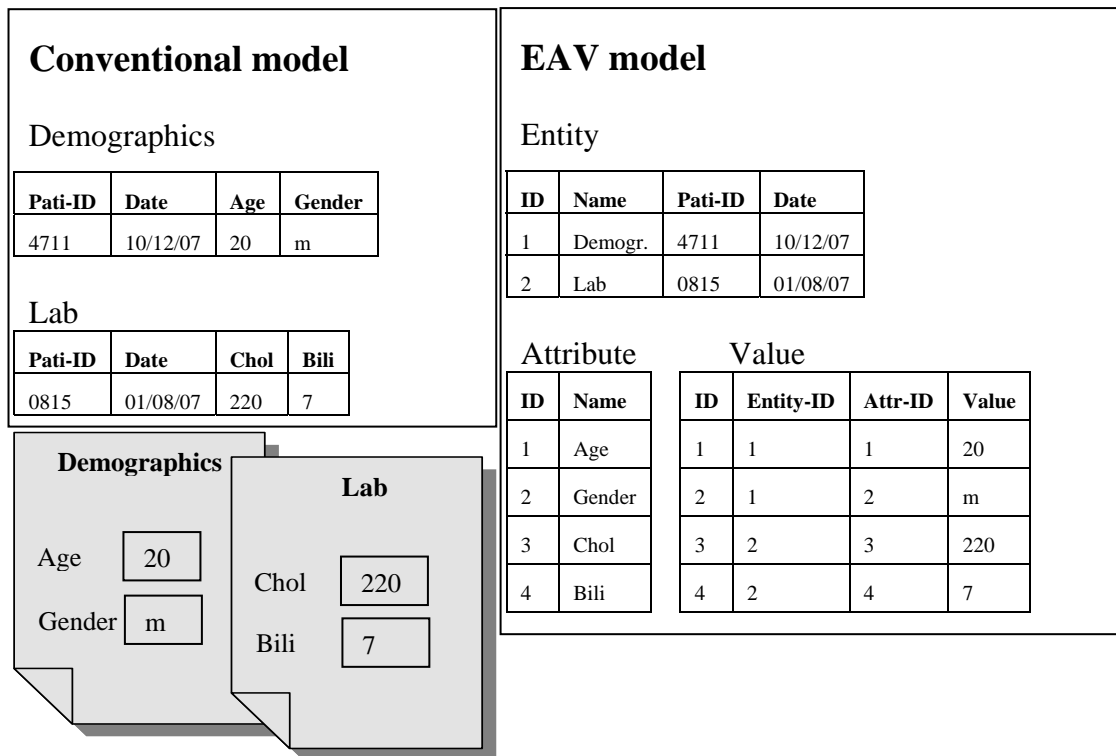 Conventional model
Demographics
Pati-ID Date Age Gender
4711 10/12/07 20 m
Lab
Pati-ID Date Chol Bili
0815 01/08/07 220 7
Demographics
Age 20
Gender m
Lab
Chol 220
Bili 7
EAV model
Entity
ID Name Pati-ID Date
1 Demogr. 4711 10/12/07
2 Lab 0815 01/08/07
Attribute
ID Name
1 Age
2 Gender
3 Chol
4 Bili
Value
ID Entity-ID Attr-ID Value
1 1 1 20
2 1 2 m
3 2 3 220
4 2 4 7